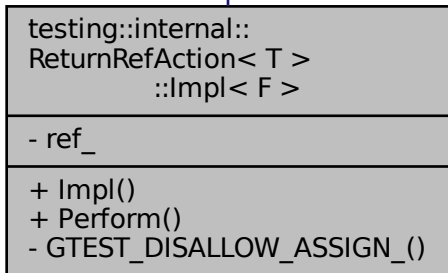 testing::internal::
ReturnRefAction< T >
::Impl< F >
- ref_
+ Impl()
+ Perform()
- GTEST_DISALLOW_ASSIGN_()